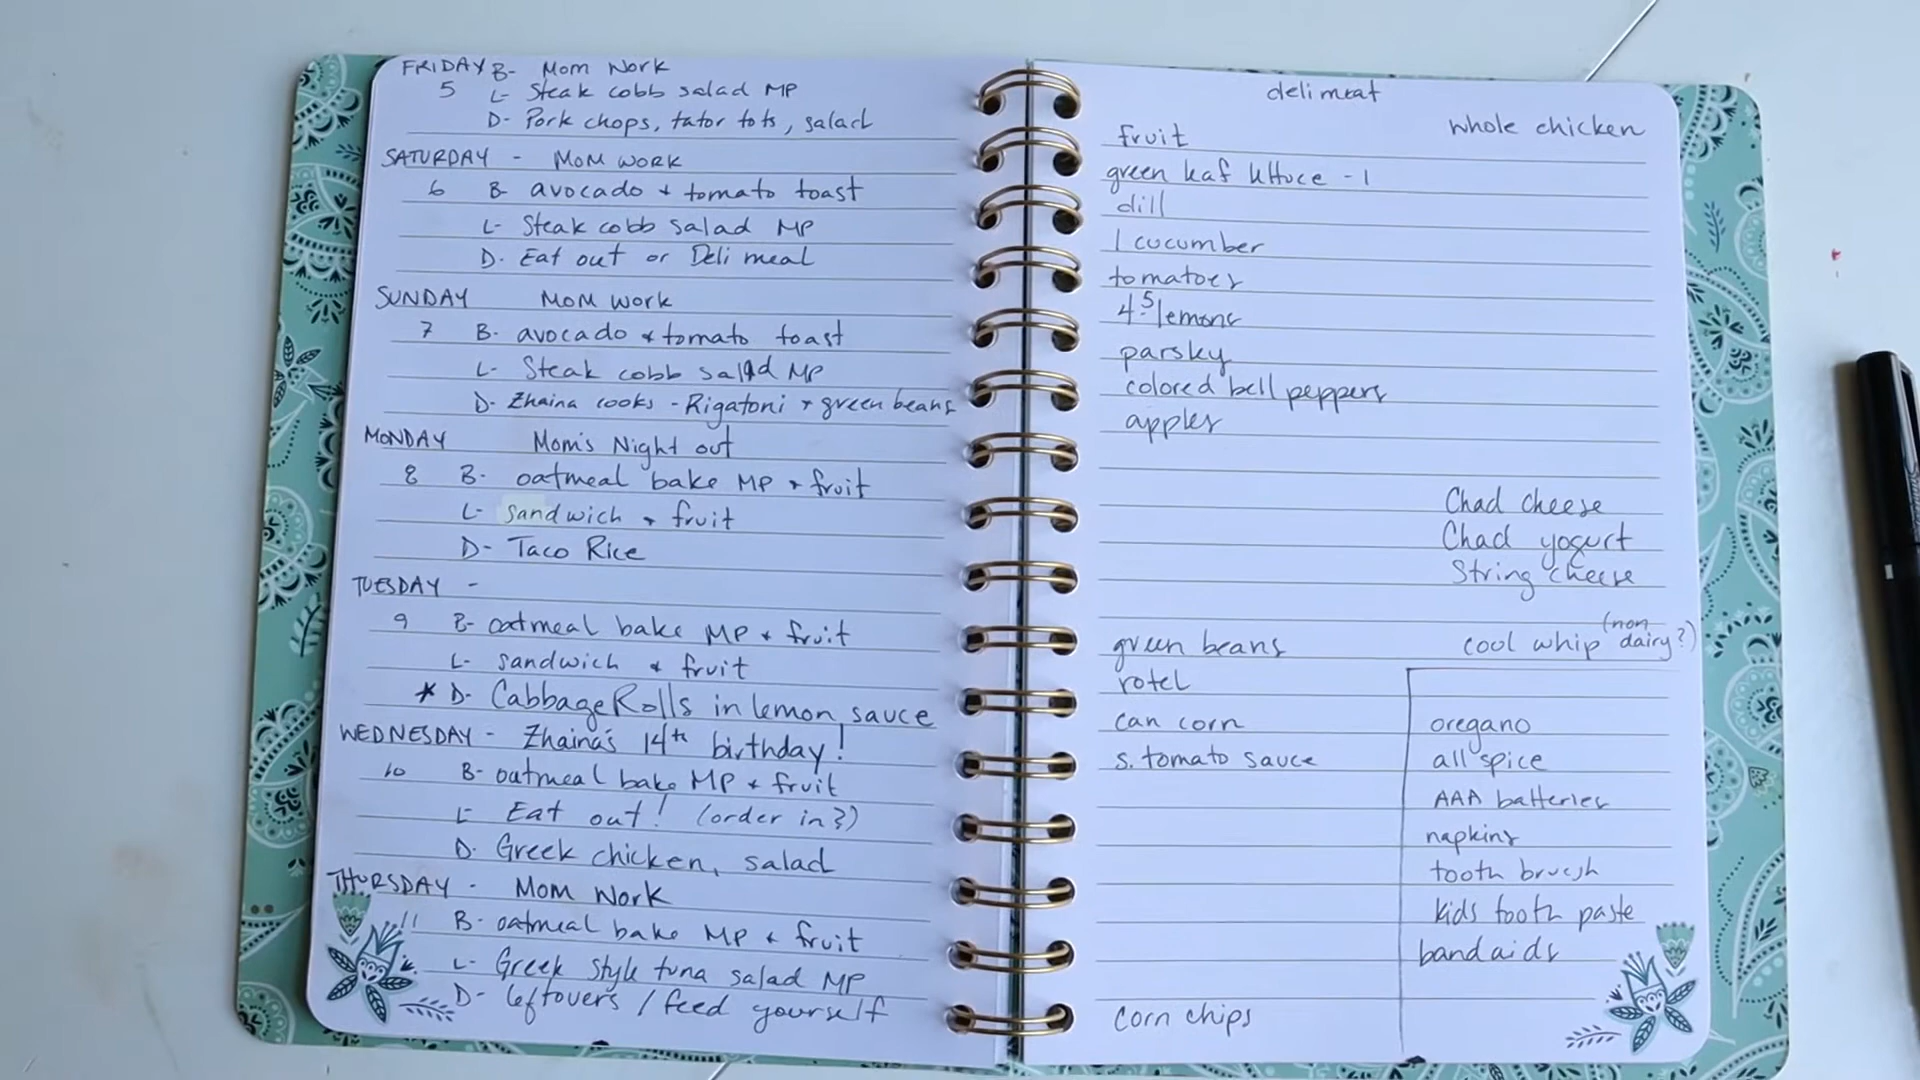 FRIDAY B- Mom Work
5 L- Steak cobb salad MP
D- Pork chops, tator tots, salad
SATURDAY - MOM WORK
6 B- avocado + tomato toast
L- Steak cobb salad MP
D- Eat out or Deli meal
SUNDAY MOM WORK
7 B- avocado + tomato toast
L- Steak cobb salad MP
D- Zhaina cooks - Rigatoni + green beans
MONDAY Mom's Night out
8 B- oatmeal bake MP + fruit
L- sandwich + fruit
D- Taco Rice
TUESDAY -
9 B- oatmeal bake MP + fruit
L- sandwich + fruit
* D- Cabbage Rolls in lemon sauce
WEDNESDAY - Zhaina's 14th birthday!
10 B- oatmeal bake MP + fruit
L- Eat out! (order in?)
D- Greek chicken, salad
THURSDAY - Mom Work
11 B- oatmeal bake MP + fruit
L- Greek style tuna salad MP
D- leftovers / feed yourself
deli meat
whole chicken
fruit
green leaf lettuce - 1
dill
1 cucumber
tomatoes
4-5 lemons
parsley
colored bell peppers
apples
Chad cheese
Chad yogurt
String cheese
green beans
rotel
can corn
s. tomato sauce
corn chips
cool whip (non dairy?)
oregano
all spice
AAA batteries
napkins
tooth brush
kids tooth paste
bandaids